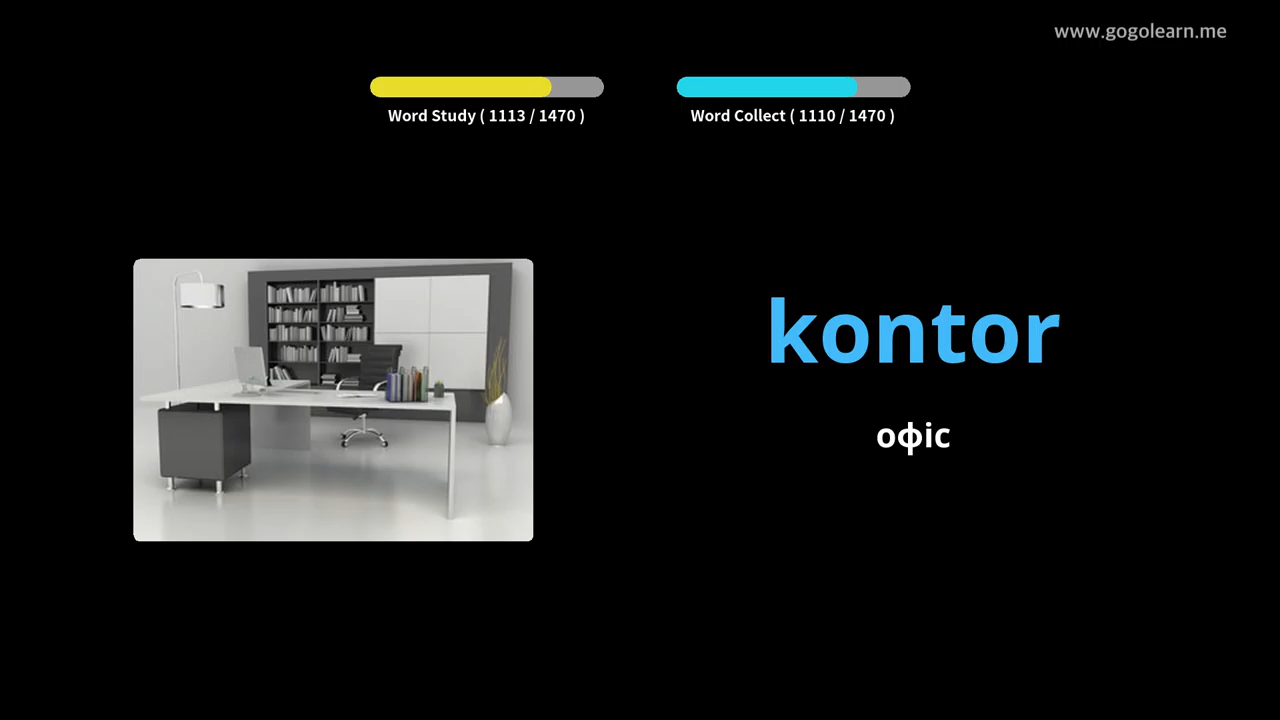 www.gogolearn.me
Word Study ( 1113 / 1470 )
Word Collect ( 1110 / 1470 )
kontor
офіс